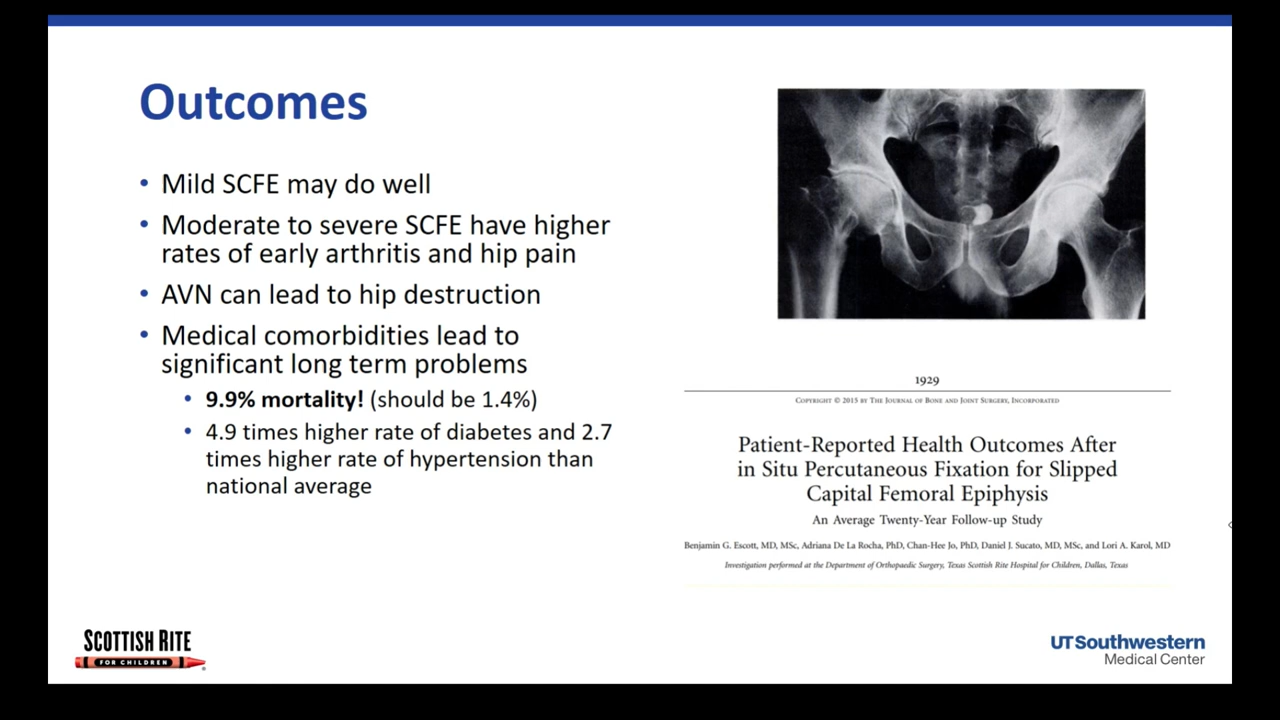 Outcomes
• Mild SCFE may do well
• Moderate to severe SCFE have higher
rates of early arthritis and hip pain
• AVN can lead to hip destruction
• Medical comorbidities lead to
significant long term problems
• 9.9% mortality! (should be 1.4%)
• 4.9 times higher rate of diabetes and 2.7
times higher rate of hypertension than
national average
1929
COPYRIGHT © 2015 BY THE JOURNAL OF BONE AND JOINT SURGERY, INCORPORATED
Patient-Reported Health Outcomes After
in Situ Percutaneous Fixation for Slipped
Capital Femoral Epiphysis
An Average Twenty-Year Follow-up Study
Benjamin G. Escott, MD, MSc, Adriana De La Rocha, PhD, Chan-Hee Jo, PhD, Daniel J. Sucato, MD, MSc, and Lori A. Karol, MD
Investigation performed at the Department of Orthopaedic Surgery, Texas Scottish Rite Hospital for Children, Dallas, Texas
SCOTTISH RITE
FOR CHILDREN
UTSouthwestern
Medical Center